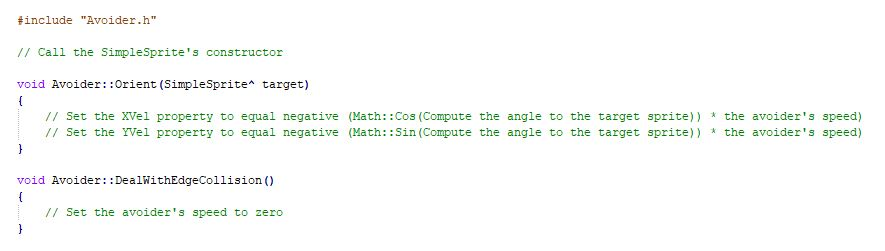 #include "Avoider.h"
// Call the SimpleSprite's constructor
void Avoider::Orient(SimpleSprite^ target)
{
// Set the XVel property to equal negative (Math::Cos(Compute the angle to the target sprite)) * the avoider's speed)
// Set the YVel property to equal negative (Math::Sin(Compute the angle to the target sprite)) * the avoider's speed)
}
void Avoider::DealWithEdgeCollision()
{
// Set the avoider's speed to zero
}